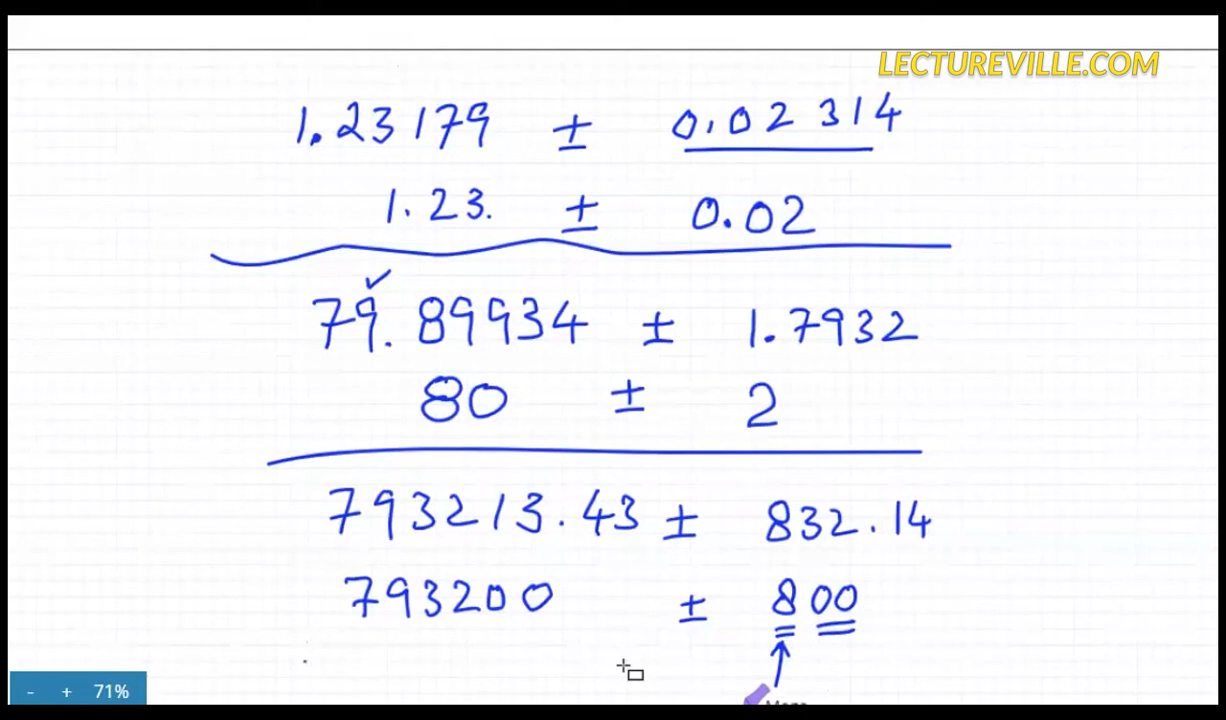 LECTUREVILLE.COM
1.23179 ± 0.02314
1.23. ± 0.02
79.89934 ± 1.7932
80 ± 2
793213.43 ± 832.14
793200 ± 800
- + 71%